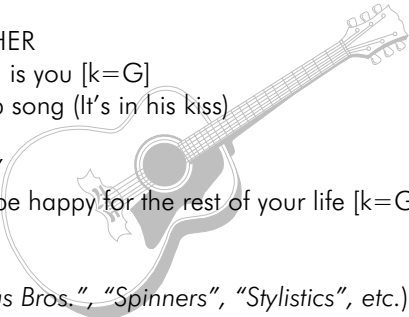 HER
is you [k=G]
song (It's in his kiss)
be happy for the rest of your life [k=G
Bros.", "Spinners", "Stylistics", etc.)